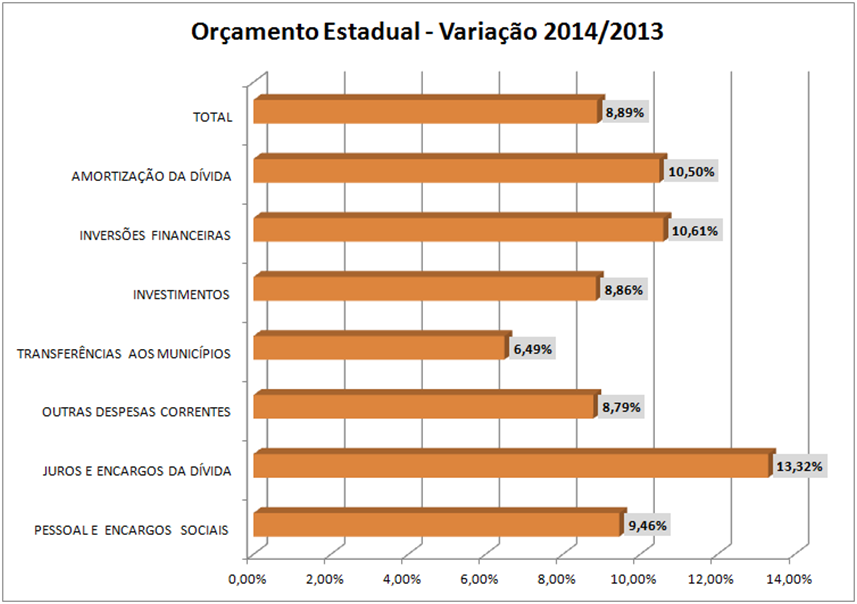 Orçamento Estadual - Variação 2014/2013
TOTAL 8,89%
AMORTIZAÇÃO DA DÍVIDA 10,50%
INVERSÕES FINANCEIRAS 10,61%
INVESTIMENTOS 8,86%
TRANSFERÊNCIAS AOS MUNICÍPIOS 6,49%
OUTRAS DESPESAS CORRENTES 8,79%
JUROS E ENCARGOS DA DÍVIDA 13,32%
PESSOAL E ENCARGOS SOCIAIS 9,46%
0,00% 2,00% 4,00% 6,00% 8,00% 10,00% 12,00% 14,00%